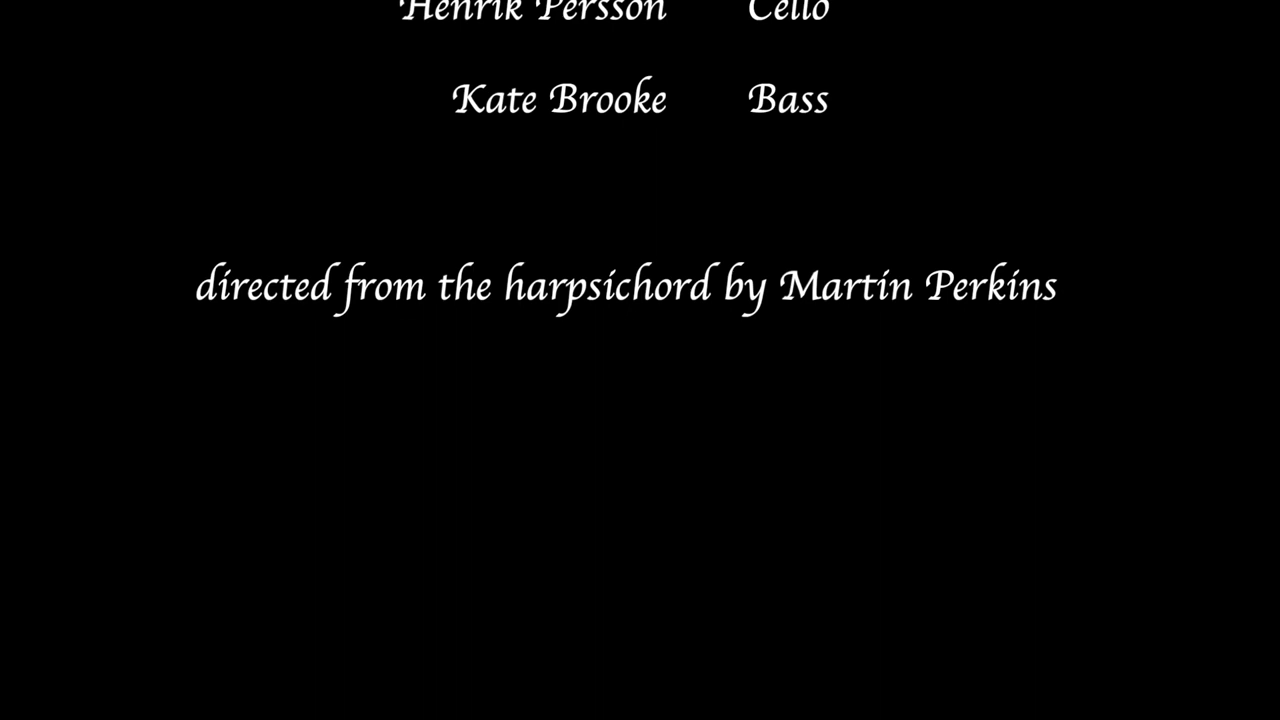 Henrik Persson Cello
Kate Brooke Bass
directed from the harpsichord by Martin Perkins